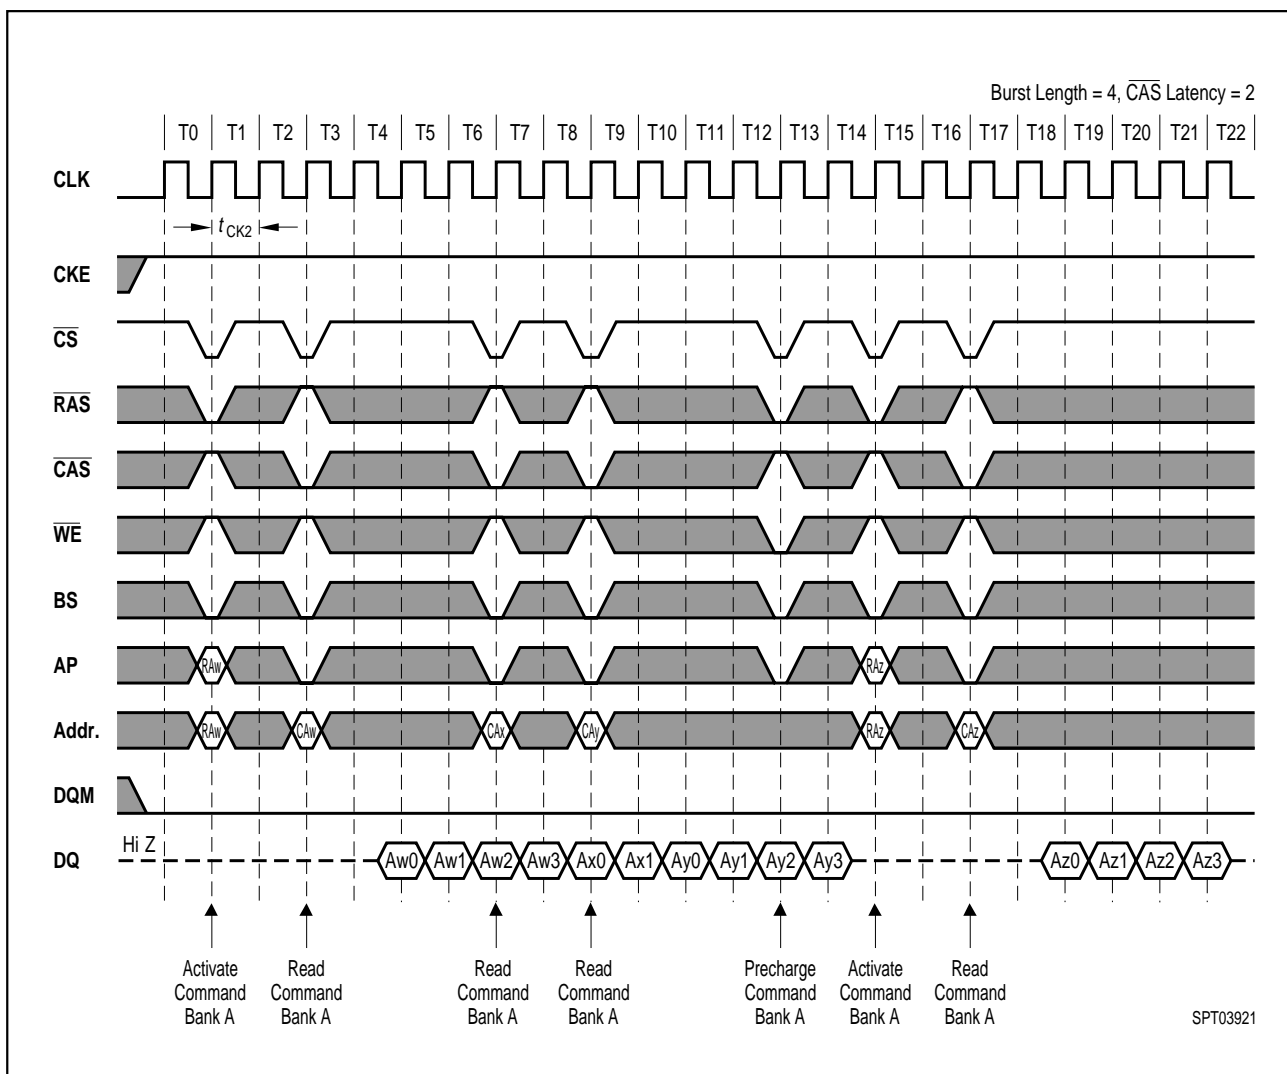 Burst Length = 4, CAS Latency = 2
T0 T1 T2 T3 T4 T5 T6 T7 T8 T9 T10 T11 T12 T13 T14 T15 T16 T17 T18 T19 T20 T21 T22
CLK
t CK2
CKE
CS
RAS
CAS
WE
BS
AP RAw RAz
Addr. RAw CAw CAx CAy RAz CAz
DQM
Hi Z
DQ Aw0 Aw1 Aw2 Aw3 Ax0 Ax1 Ay0 Ay1 Ay2 Ay3 Az0 Az1 Az2 Az3
Activate Read Read Read Precharge Activate Read
Command Command Command Command Command Command Command
Bank A Bank A Bank A Bank A Bank A Bank A Bank A
SPT03921